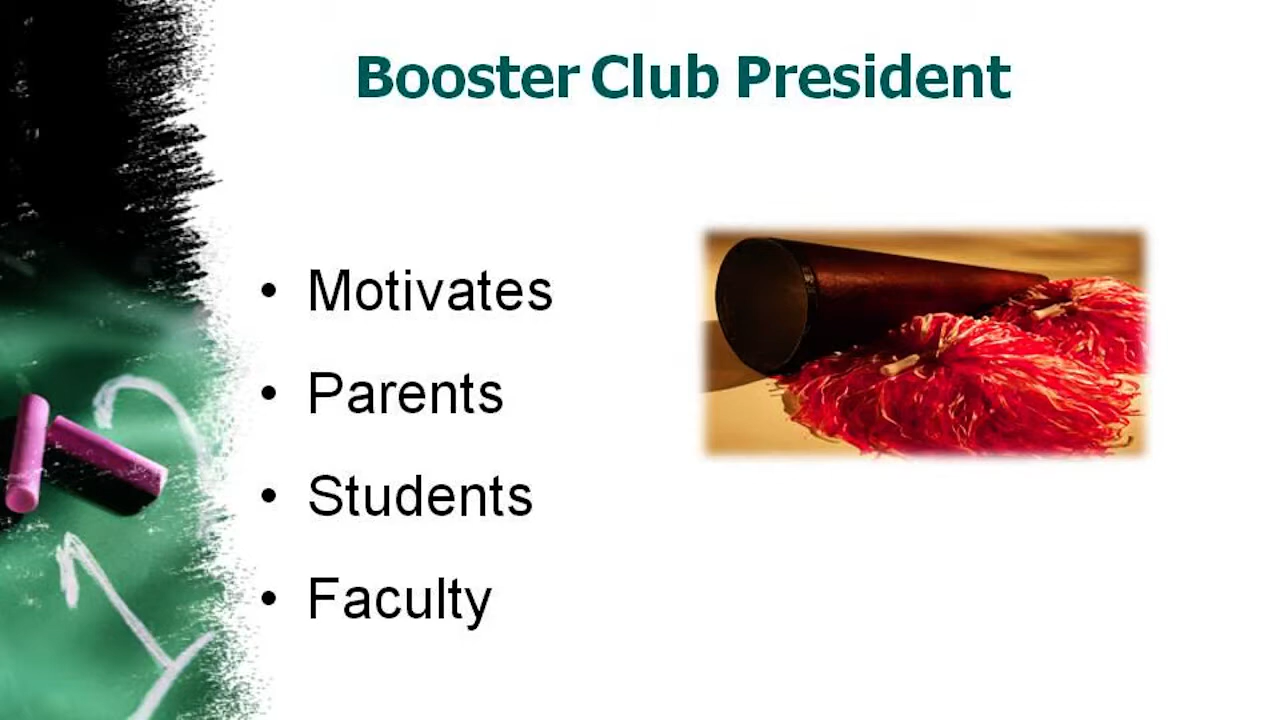 Booster Club President
• Motivates
• Parents
• Students
• Faculty